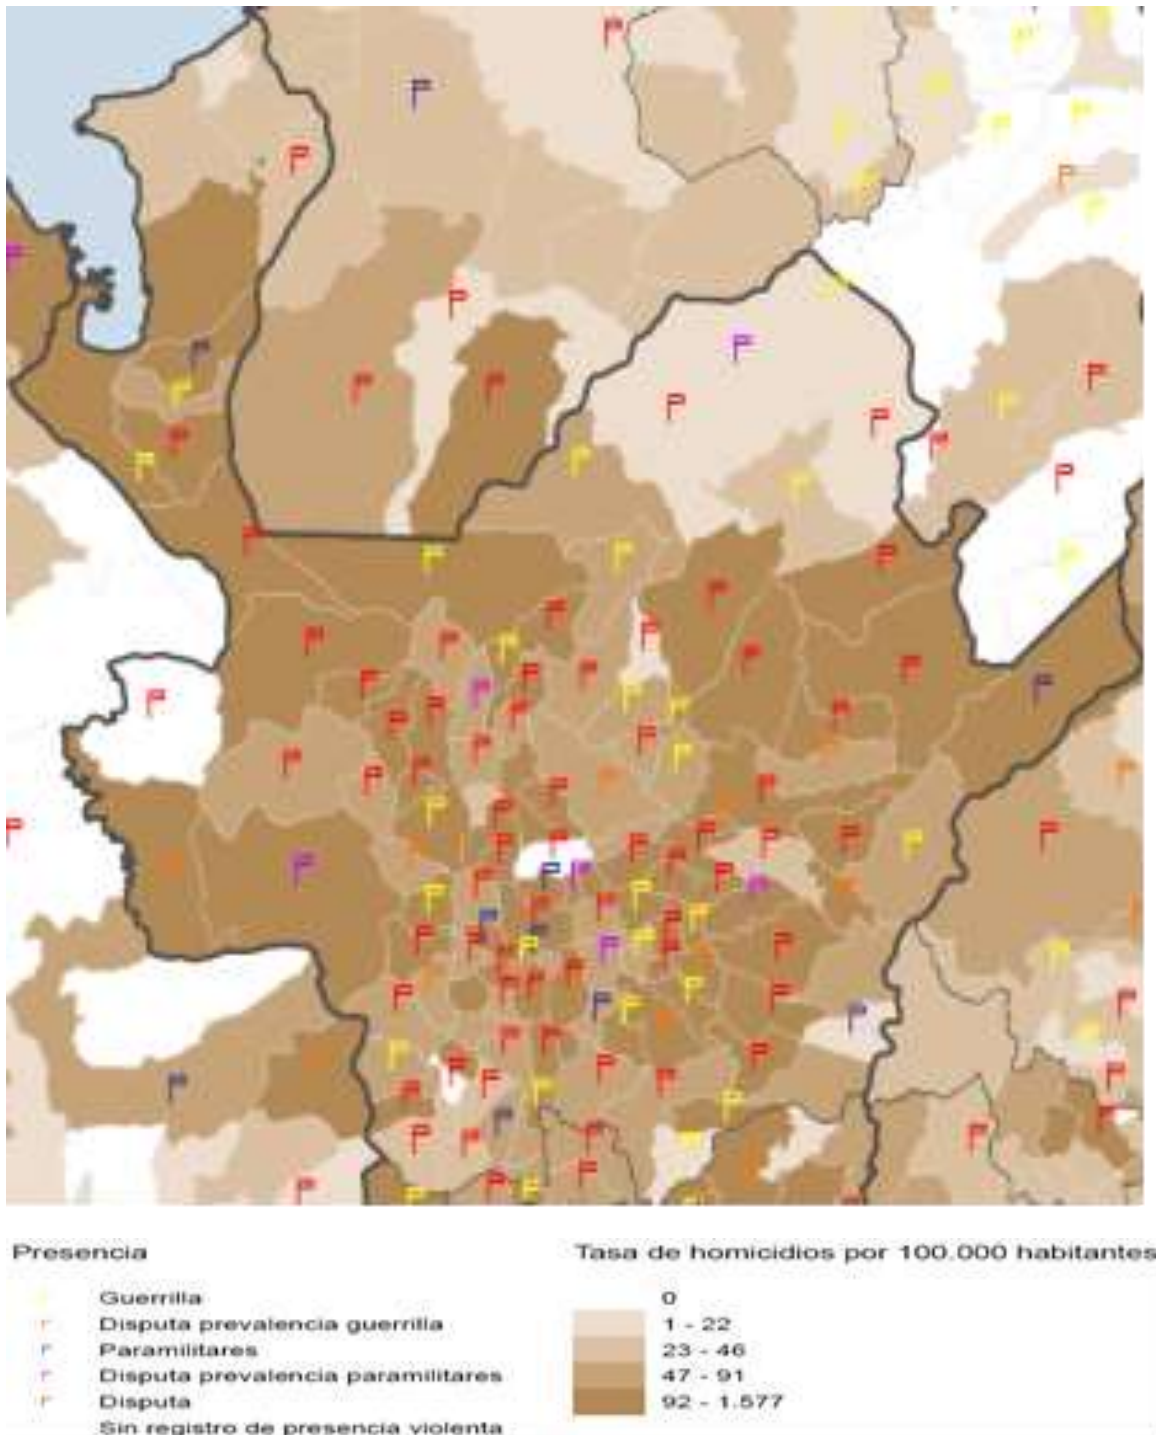 Presencia
Guerrilla
Disputa prevalencia guerrilla
Paramilitares
Disputa prevalencia paramilitares
Disputa
Sin registro de presencia violenta
Tasa de homicidios por 100.000 habitantes
0
1 - 22
23 - 46
47 - 91
92 - 1.577